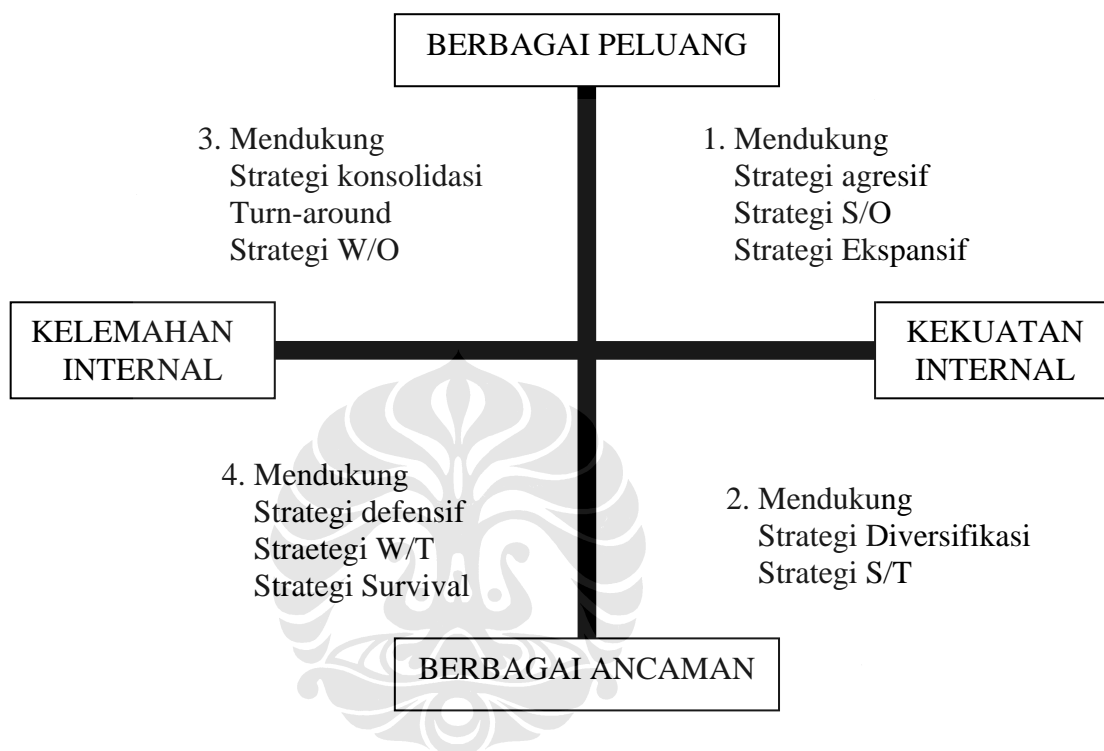 BERBAGAI PELUANG
3. Mendukung
Strategi konsolidasi
Turn-around
Strategi W/O
1. Mendukung
Strategi agresif
Strategi S/O
Strategi Ekspansif
KELEMAHAN
INTERNAL
KEKUATAN
INTERNAL
4. Mendukung
Strategi defensif
Straetegi W/T
Strategi Survival
2. Mendukung
Strategi Diversifikasi
Strategi S/T
BERBAGAI ANCAMAN